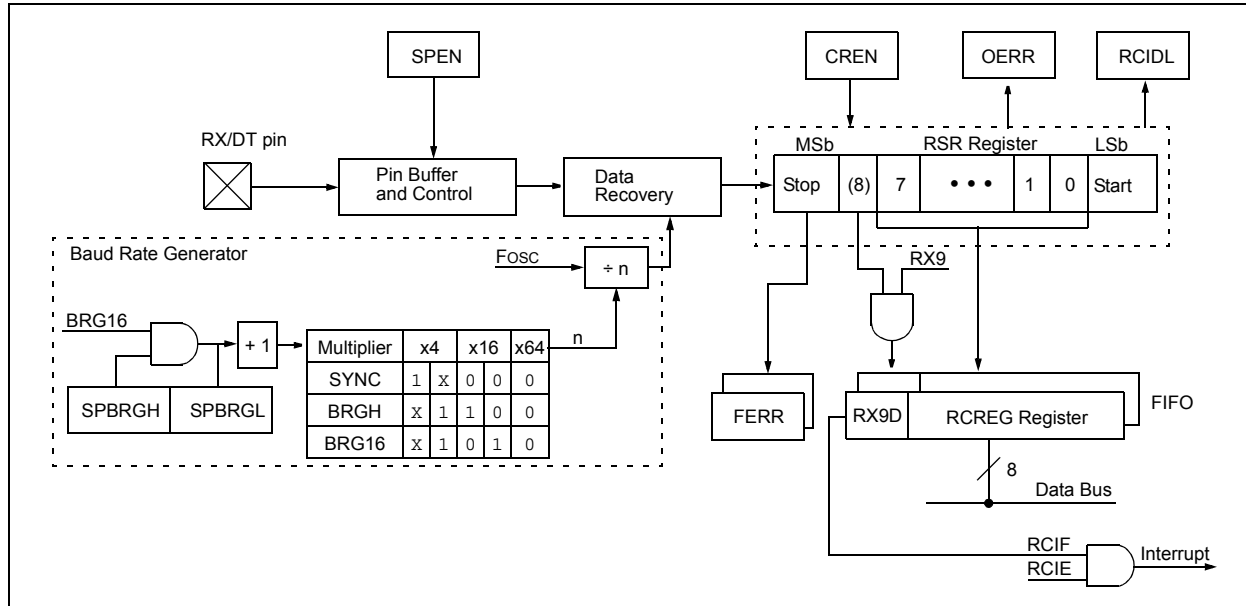 SPEN
CREN
OERR
RCIDL
RX/DT pin
Pin Buffer
and Control
Data
Recovery
MSb
RSR Register
LSb
Stop (8) 7 • • • 1 0 Start
Baud Rate Generator
FOSC
÷ n
RX9
BRG16
+ 1
n
Multiplier x4 x16 x64
SYNC 1 X 0 0 0
BRGH X 1 1 0 0
BRG16 X 1 0 1 0
SPBRGH SPBRGL
FERR
RX9D RCREG Register
FIFO
8
Data Bus
RCIF
RCIE
Interrupt